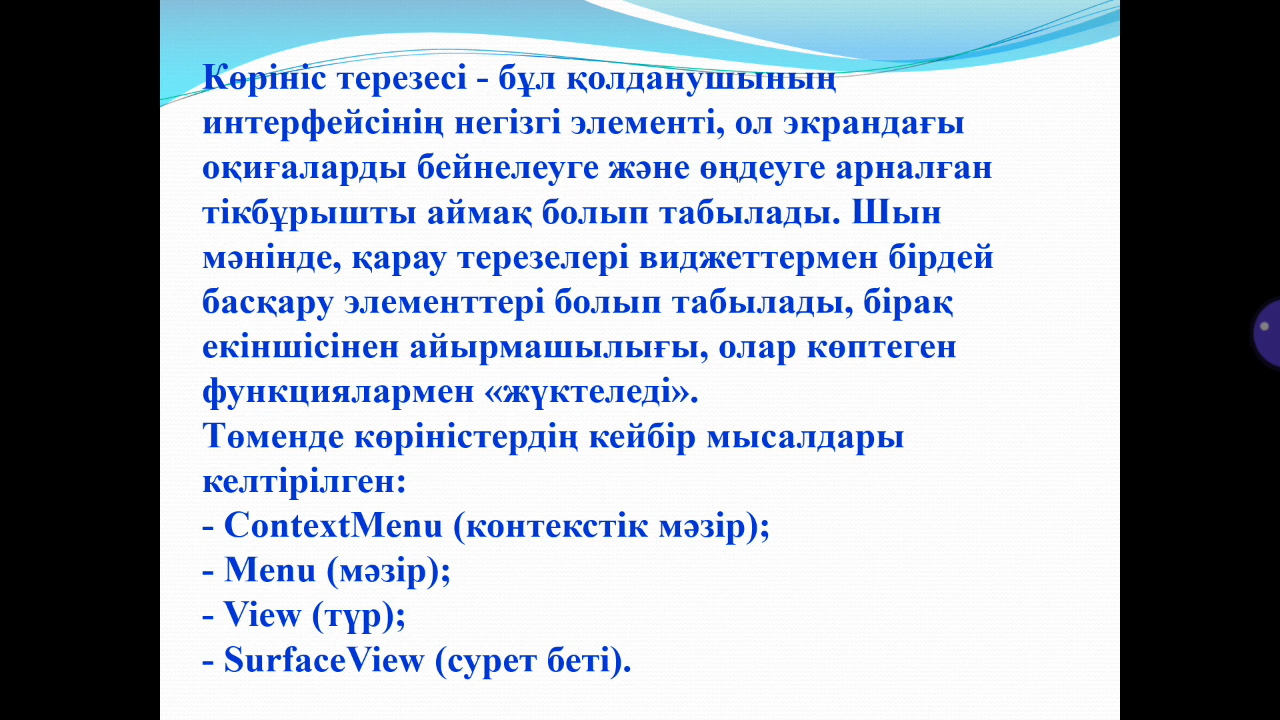 Көрініс терезесі - бұл қолданушының
интерфейсінің негізгі элементі, ол экрандағы
оқиғаларды бейнелеуге және өңдеуге арналған
тікбұрышты аймақ болып табылады. Шын
мәнінде, қарау терезелері виджеттермен бірдей
басқару элементтері болып табылады, бірақ
екіншісінен айырмашылығы, олар көптеген
функциялармен «жүктеледі».
Төменде көріністердің кейбір мысалдары
келтірілген:
- ContextMenu (контекстік мәзір);
- Menu (мәзір);
- View (түр);
- SurfaceView (сурет беті).